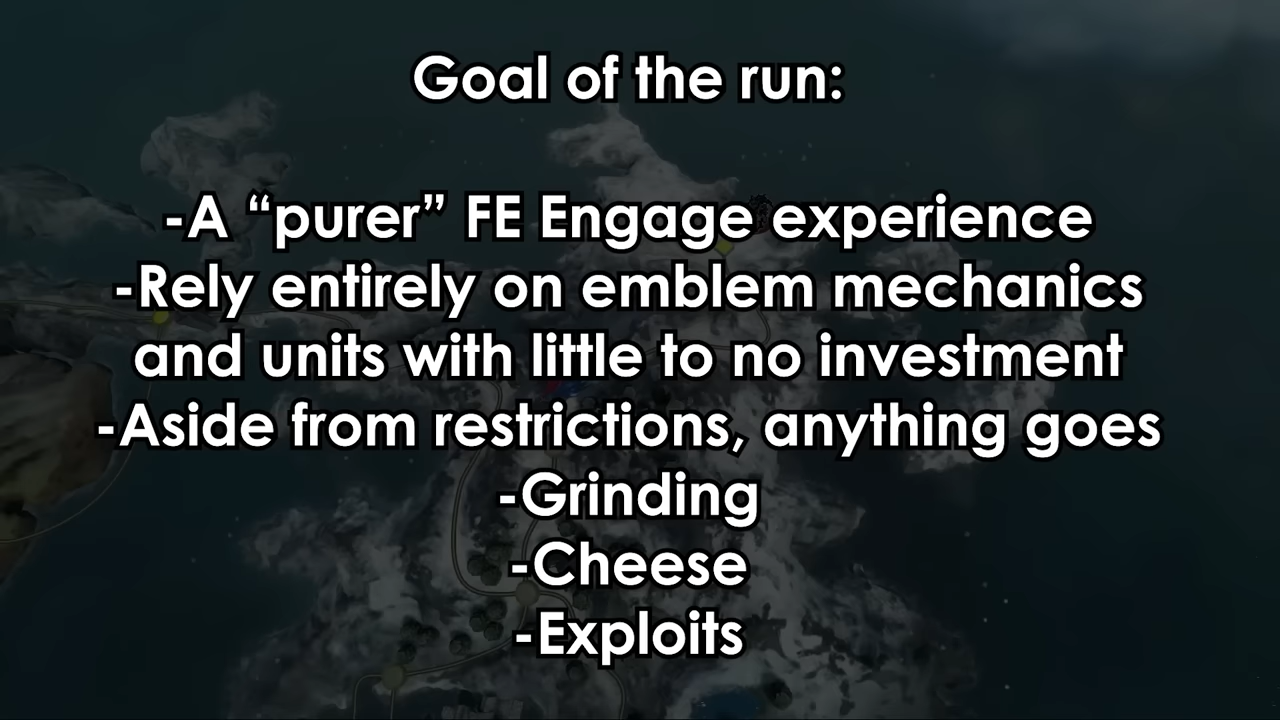 Goal of the run:
-A “purer” FE Engage experience
-Rely entirely on emblem mechanics
and units with little to no investment
-Aside from restrictions, anything goes
-Grinding
-Cheese
-Exploits